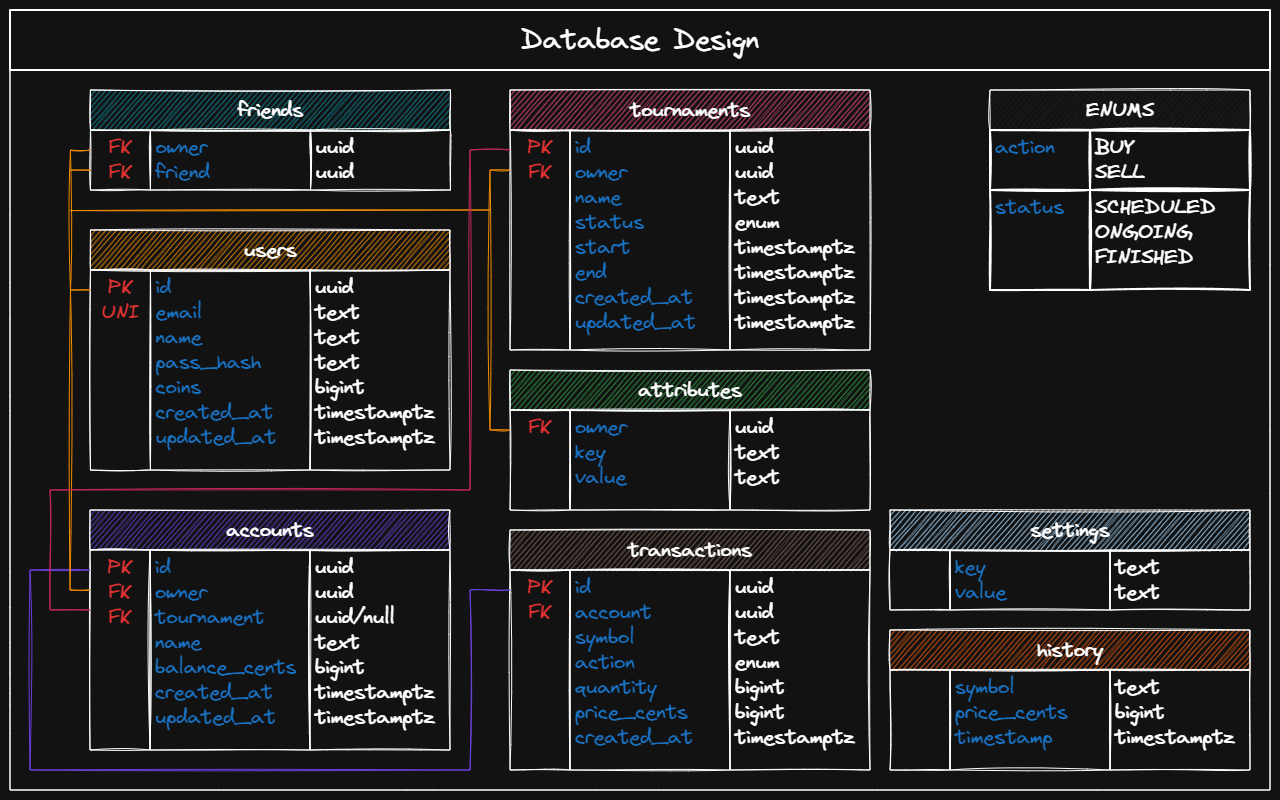 Database Design
friends
FK owner uuid
FK friend uuid
users
PK id uuid
UNI email text
name text
pass_hash text
coins bigint
created_at timestamptz
updated_at timestamptz
accounts
PK id uuid
FK owner uuid
FK tournament uuid/null
name text
balance_cents bigint
created_at timestamptz
updated_at timestamptz
tournaments
PK id uuid
FK owner uuid
name text
status enum
start timestamptz
end timestamptz
created_at timestamptz
updated_at timestamptz
attributes
FK owner uuid
key text
value text
transactions
PK id uuid
FK account uuid
symbol text
action enum
quantity bigint
price_cents bigint
created_at timestamptz
ENUMS
action BUY
SELL
status SCHEDULED
ONGOING
FINISHED
settings
key text
value text
history
symbol text
price_cents bigint
timestamp timestamptz